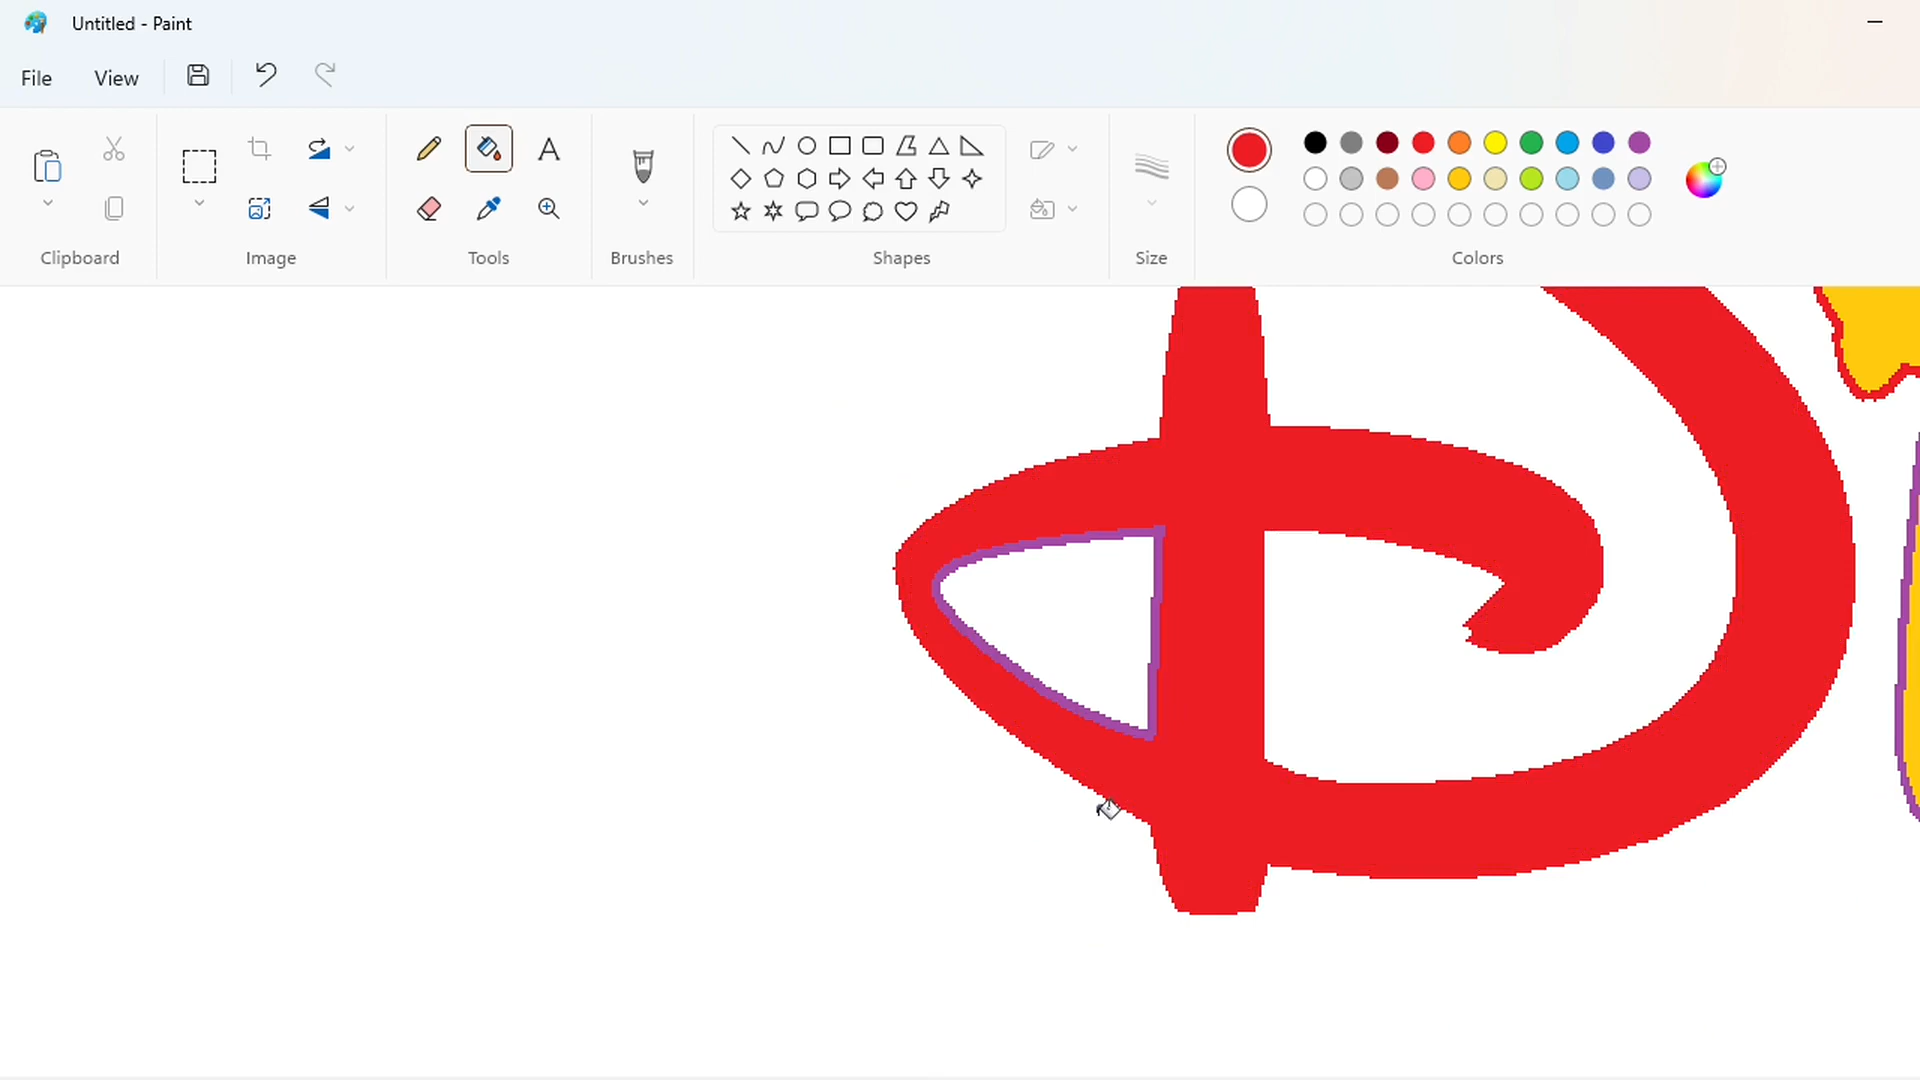 Untitled - Paint
File View
Clipboard Image Tools Brushes Shapes Size Colors